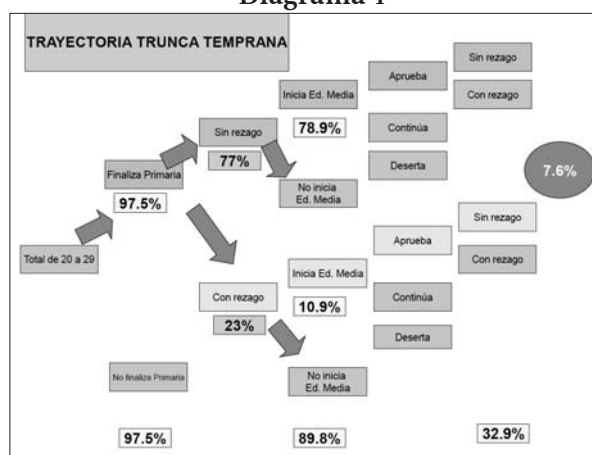 Diagrama 1
TRAYECTORIA TRUNCA TEMPRANA
Sin rezago
Aprueba
Inicia Ed. Media
Con rezago
78.9%
Sin rezago
Continúa
77%
Deserta
7.6%
Finaliza Primaria
97.5%
No inicia
Ed. Media
Sin rezago
Aprueba
Total de 20 a 29
Inicia Ed. Media
Con rezago
Con rezago
10.9%
Continúa
23%
Deserta
No finaliza Primaria
No inicia
Ed. Media
97.5%
89.8%
32.9%